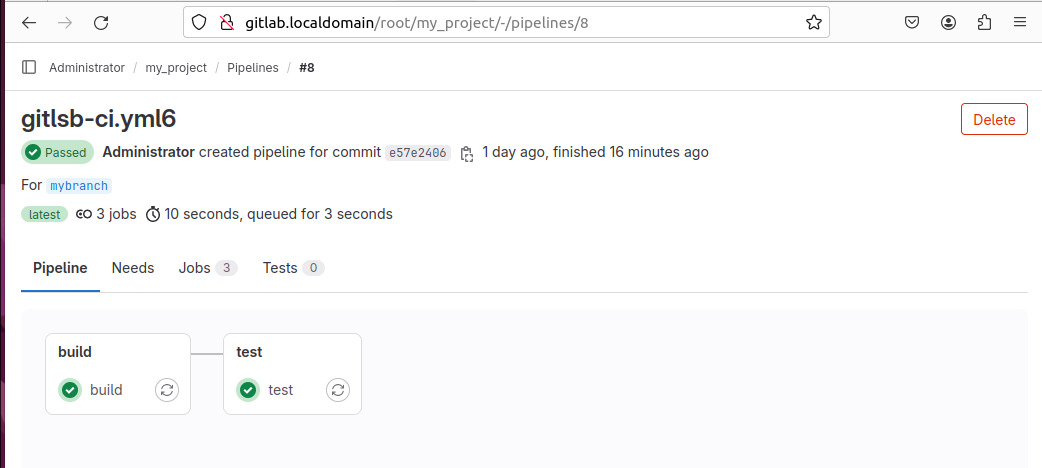 gitlab.localdomain/root/my_project/-/pipelines/8
Administrator / my_project / Pipelines / #8
gitlsb-ci.yml6
Delete
Passed Administrator created pipeline for commit e57e2406 1 day ago, finished 16 minutes ago
For mybranch
latest 3 jobs 10 seconds, queued for 3 seconds
Pipeline Needs Jobs 3 Tests 0
build test
build test